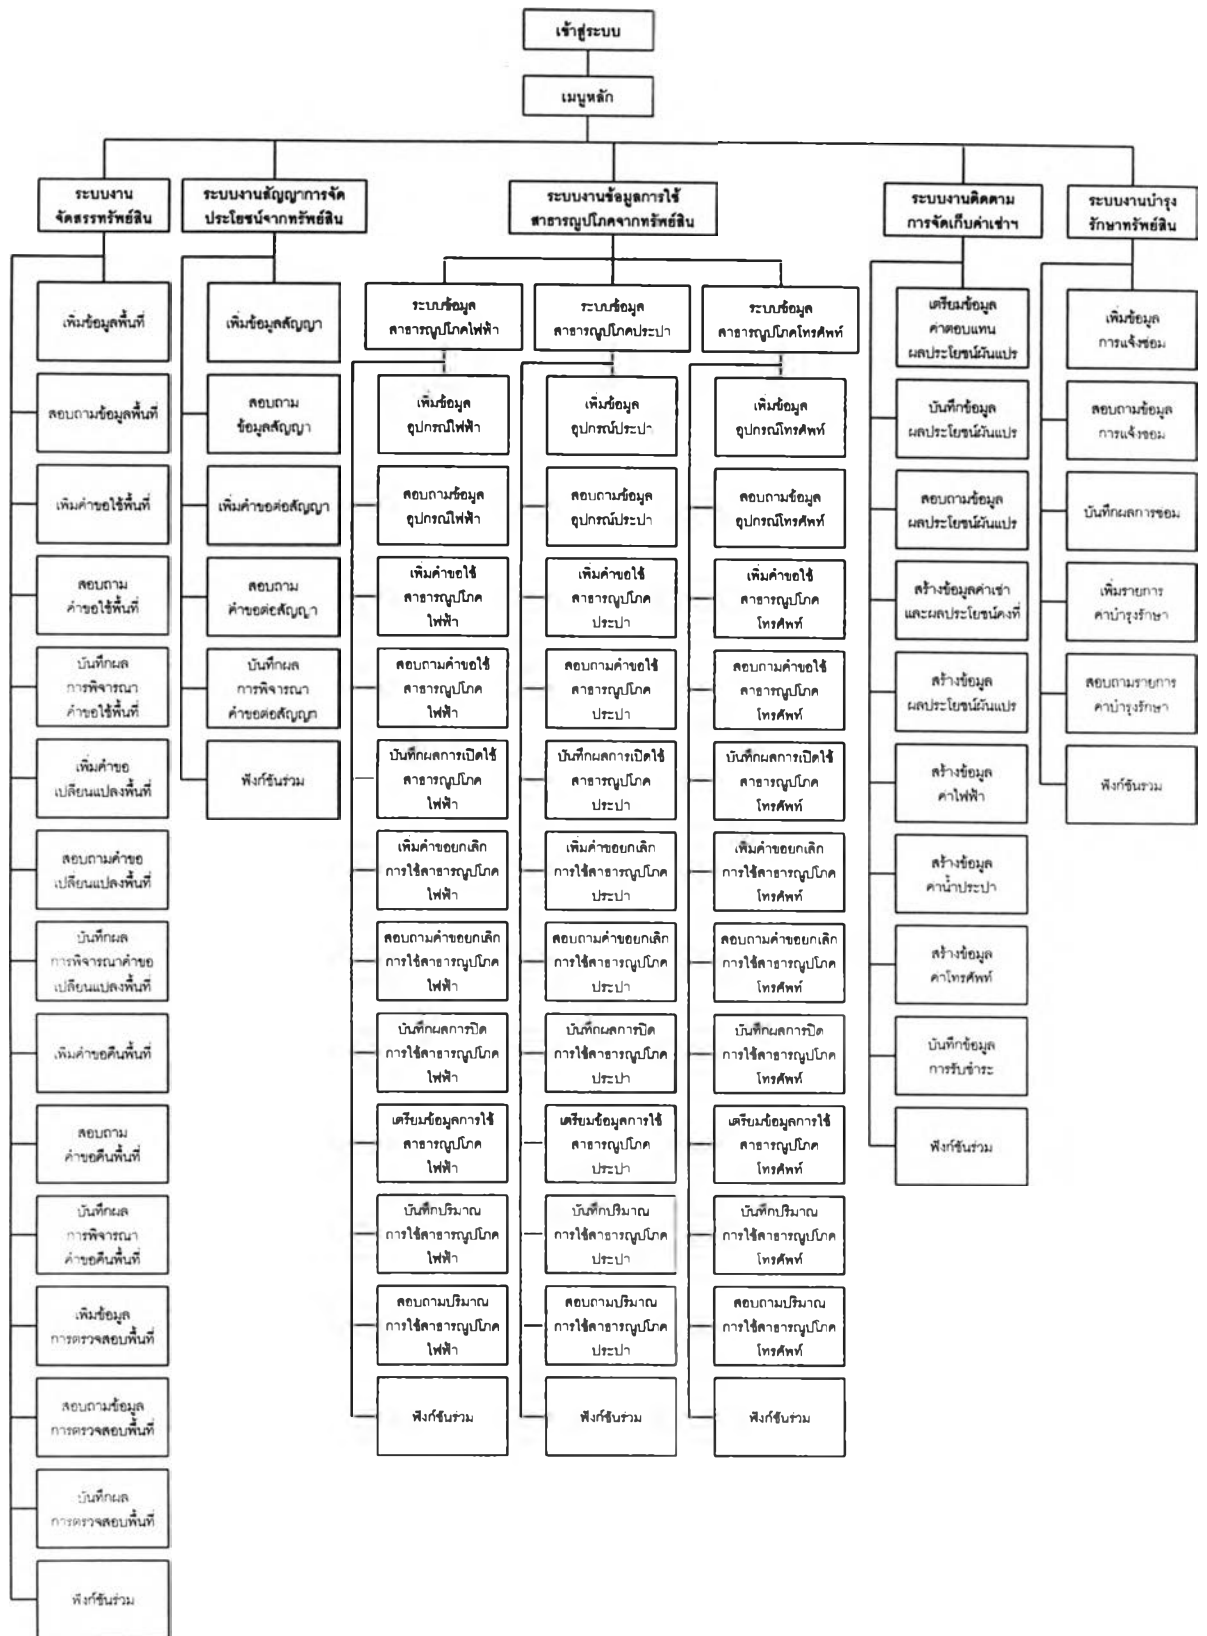 เข้าสู่ระบบ
เมนูหลัก
ระบบงาน
จัดสรรทรัพย์สิน
เพิ่มข้อมูลพื้นที่
สอบถามข้อมูลพื้นที่
เพิ่มคำขอใช้พื้นที่
สอบถาม
คำขอใช้พื้นที่
บันทึกผล
การพิจารณา
คำขอใช้พื้นที่
เพิ่มคำขอ
เปลี่ยนแปลงพื้นที่
สอบถามคำขอ
เปลี่ยนแปลงพื้นที่
บันทึกผล
การพิจารณาคำขอ
เปลี่ยนแปลงพื้นที่
เพิ่มคำขอคืนพื้นที่
สอบถาม
คำขอคืนพื้นที่
บันทึกผล
การพิจารณา
คำขอคืนพื้นที่
เพิ่มข้อมูล
การตรวจสอบพื้นที่
สอบถามข้อมูล
การตรวจสอบพื้นที่
บันทึกผล
การตรวจสอบพื้นที่
ฟังก์ชันร่วม
ระบบงานสัญญาการจัด
ประโยชน์จากทรัพย์สิน
เพิ่มข้อมูลสัญญา
สอบถาม
ข้อมูลสัญญา
เพิ่มคำขอต่อสัญญา
สอบถาม
คำขอต่อสัญญา
บันทึกผล
การพิจารณา
คำขอต่อสัญญา
ฟังก์ชันร่วม
ระบบงานข้อมูลการใช้
สาธารณูปโภคจากทรัพย์สิน
ระบบข้อมูล
สาธารณูปโภคไฟฟ้า
เพิ่มข้อมูล
อุปกรณ์ไฟฟ้า
สอบถามข้อมูล
อุปกรณ์ไฟฟ้า
เพิ่มคำขอใช้
สาธารณูปโภค
ไฟฟ้า
สอบถามคำขอใช้
สาธารณูปโภค
ไฟฟ้า
บันทึกผลการเปิดใช้
สาธารณูปโภค
ไฟฟ้า
เพิ่มคำขอยกเลิก
การใช้สาธารณูปโภค
ไฟฟ้า
สอบถามคำขอยกเลิก
การใช้สาธารณูปโภค
ไฟฟ้า
บันทึกผลการปิด
การใช้สาธารณูปโภค
ไฟฟ้า
เตรียมข้อมูลการใช้
สาธารณูปโภค
ไฟฟ้า
บันทึกปริมาณ
การใช้สาธารณูปโภค
ไฟฟ้า
สอบถามปริมาณ
การใช้สาธารณูปโภค
ไฟฟ้า
ฟังก์ชันร่วม
ระบบข้อมูล
สาธารณูปโภคประปา
เพิ่มข้อมูล
อุปกรณ์ประปา
สอบถามข้อมูล
อุปกรณ์ประปา
เพิ่มคำขอใช้
สาธารณูปโภค
ประปา
สอบถามคำขอใช้
สาธารณูปโภค
ประปา
บันทึกผลการเปิดใช้
สาธารณูปโภค
ประปา
เพิ่มคำขอยกเลิก
การใช้สาธารณูปโภค
ประปา
สอบถามคำขอยกเลิก
การใช้สาธารณูปโภค
ประปา
บันทึกผลการปิด
การใช้สาธารณูปโภค
ประปา
เตรียมข้อมูลการใช้
สาธารณูปโภค
ประปา
บันทึกปริมาณ
การใช้สาธารณูปโภค
ประปา
สอบถามปริมาณ
การใช้สาธารณูปโภค
ประปา
ฟังก์ชันร่วม
ระบบข้อมูล
สาธารณูปโภคโทรศัพท์
เพิ่มข้อมูล
อุปกรณ์โทรศัพท์
สอบถามข้อมูล
อุปกรณ์โทรศัพท์
เพิ่มคำขอใช้
สาธารณูปโภค
โทรศัพท์
สอบถามคำขอใช้
สาธารณูปโภค
โทรศัพท์
บันทึกผลการเปิดใช้
สาธารณูปโภค
โทรศัพท์
เพิ่มคำขอยกเลิก
การใช้สาธารณูปโภค
โทรศัพท์
สอบถามคำขอยกเลิก
การใช้สาธารณูปโภค
โทรศัพท์
บันทึกผลการปิด
การใช้สาธารณูปโภค
โทรศัพท์
เตรียมข้อมูลการใช้
สาธารณูปโภค
โทรศัพท์
บันทึกปริมาณ
การใช้สาธารณูปโภค
โทรศัพท์
สอบถามปริมาณ
การใช้สาธารณูปโภค
โทรศัพท์
ฟังก์ชันร่วม
ระบบงานติดตาม
การจัดเก็บค่าเช่าฯ
เตรียมข้อมูล
ค่าตอบแทน
ผลประโยชน์ผันแปร
บันทึกข้อมูล
ผลประโยชน์ผันแปร
สอบถามข้อมูล
ผลประโยชน์ผันแปร
สร้างข้อมูลค่าเช่า
และผลประโยชน์คงที่
สร้างข้อมูล
ผลประโยชน์ผันแปร
สร้างข้อมูล
ค่าไฟฟ้า
สร้างข้อมูล
ค่าน้ำประปา
สร้างข้อมูล
ค่าโทรศัพท์
บันทึกข้อมูล
การรับชำระ
ฟังก์ชันร่วม
ระบบงานบำรุง
รักษาทรัพย์สิน
เพิ่มข้อมูล
การแจ้งซ่อม
สอบถามข้อมูล
การแจ้งซ่อม
บันทึกผลการซ่อม
เพิ่มรายการ
ค่าบำรุงรักษา
สอบถามรายการ
ค่าบำรุงรักษา
ฟังก์ชันร่วม